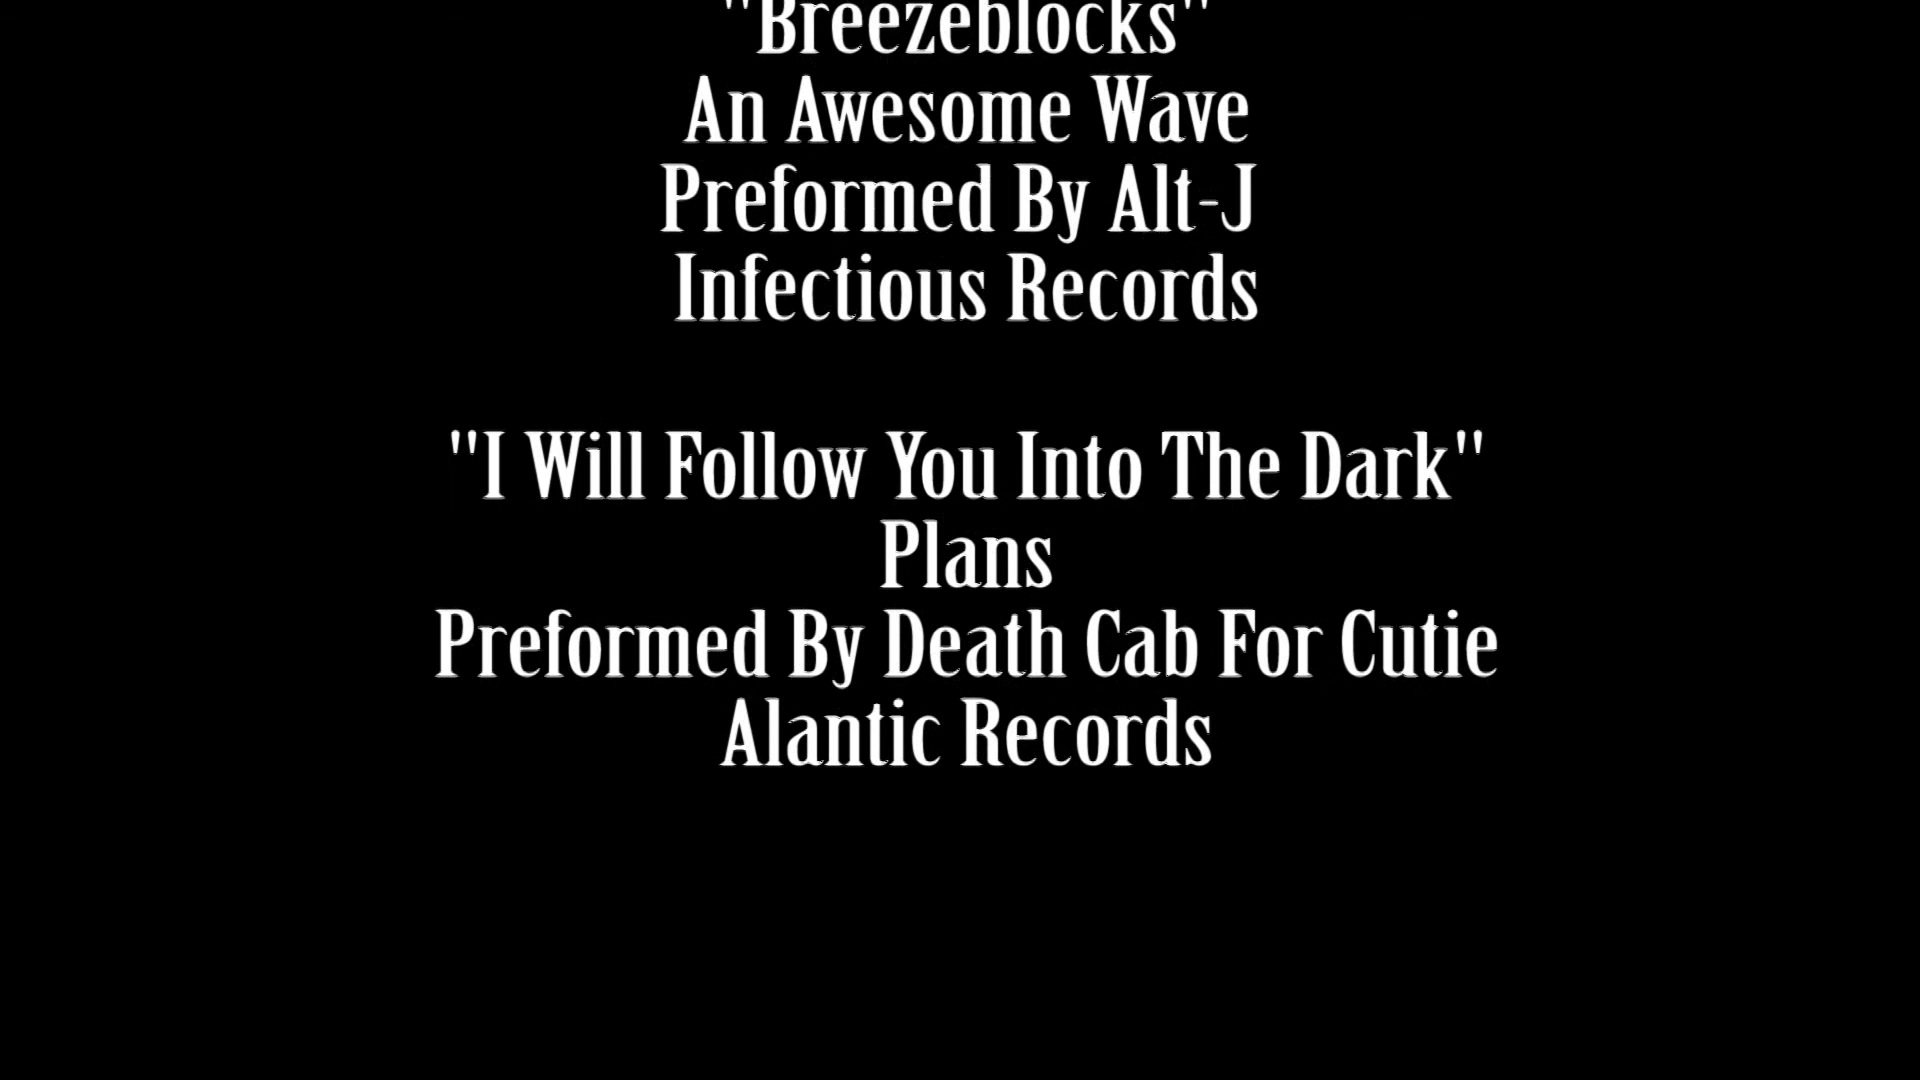 "Breezeblocks"
An Awesome Wave
Preformed By Alt-J
Infectious Records
"I Will Follow You Into The Dark"
Plans
Preformed By Death Cab For Cutie
Alantic Records